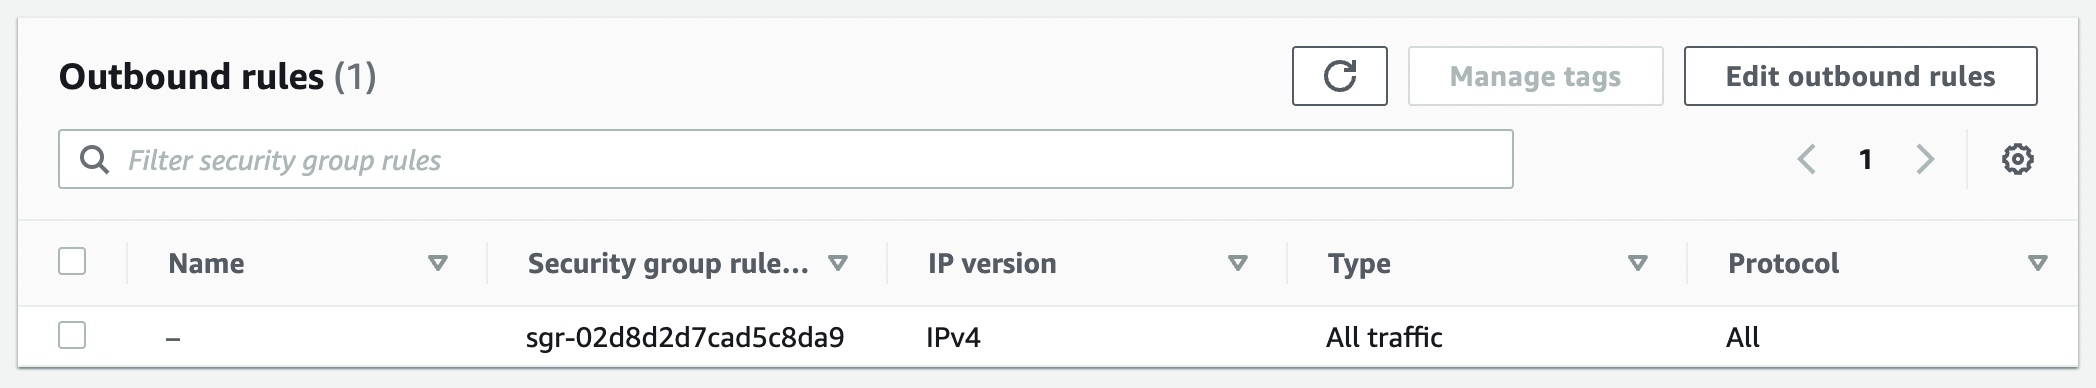 Outbound rules (1)
Manage tags
Edit outbound rules
Filter security group rules
1
Name
Security group rule...
IP version
Type
Protocol
–
sgr-02d8d2d7cad5c8da9
IPv4
All traffic
All